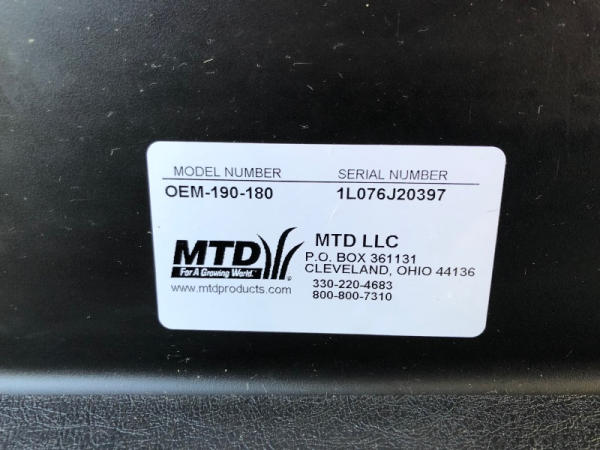 MODEL NUMBER SERIAL NUMBER
OEM-190-180 1L076J20397
MTD
For A Growing World.™
www.mtdproducts.com
MTD LLC
P.O. BOX 361131
CLEVELAND, OHIO 44136
330-220-4683
800-800-7310